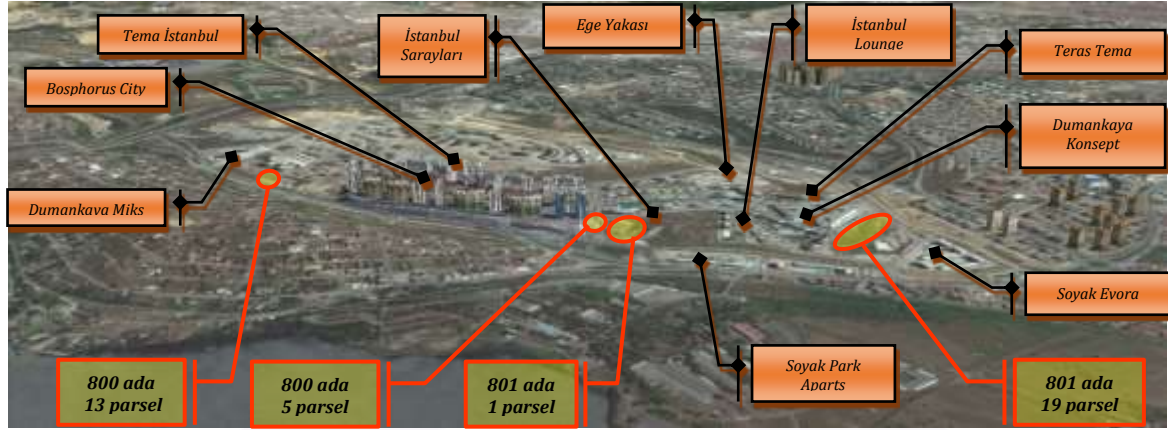 Ege Yakası
İstanbul
Lounge
Tema İstanbul
İstanbul
Sarayları
Teras Tema
Bosphorus City
Dumankaya
Konsept
Dumankava Miks
Soyak Evora
Soyak Park
Aparts
800 ada
13 parsel
800 ada
5 parsel
801 ada
1 parsel
801 ada
19 parsel